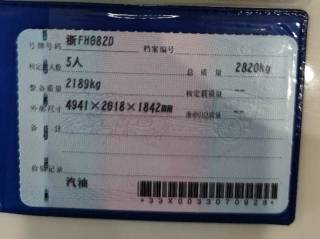 号牌号码 浙FH082D 档案编号
核定载人数 5人 总 质 量 2820kg
整备质量 2189kg 核定载质量 --
外廓尺寸 4941×2018×1842mm 准牵引总质量 --
备 注
检验记录
汽油